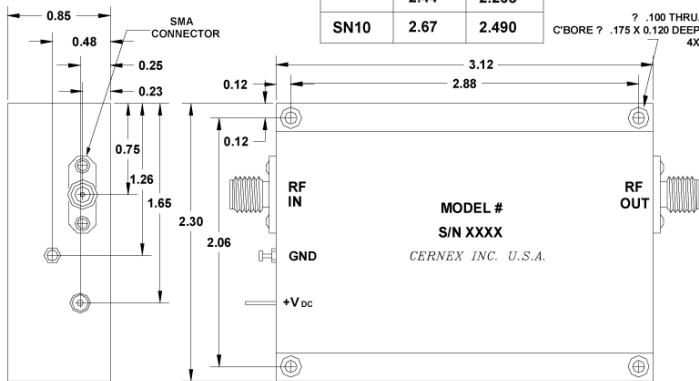 SN10 2.67 2.490
? .100 THRU.
C'BORE ? .175 X 0.120 DEEP
4X
0.85
0.48
SMA
CONNECTOR
0.25
0.23
0.75
1.26
1.65
3.12
2.88
0.12
0.12
2.30
2.06
RF
IN
GND
+VDC
MODEL #
S/N XXXX
CERNEX INC. U.S.A.
RF
OUT